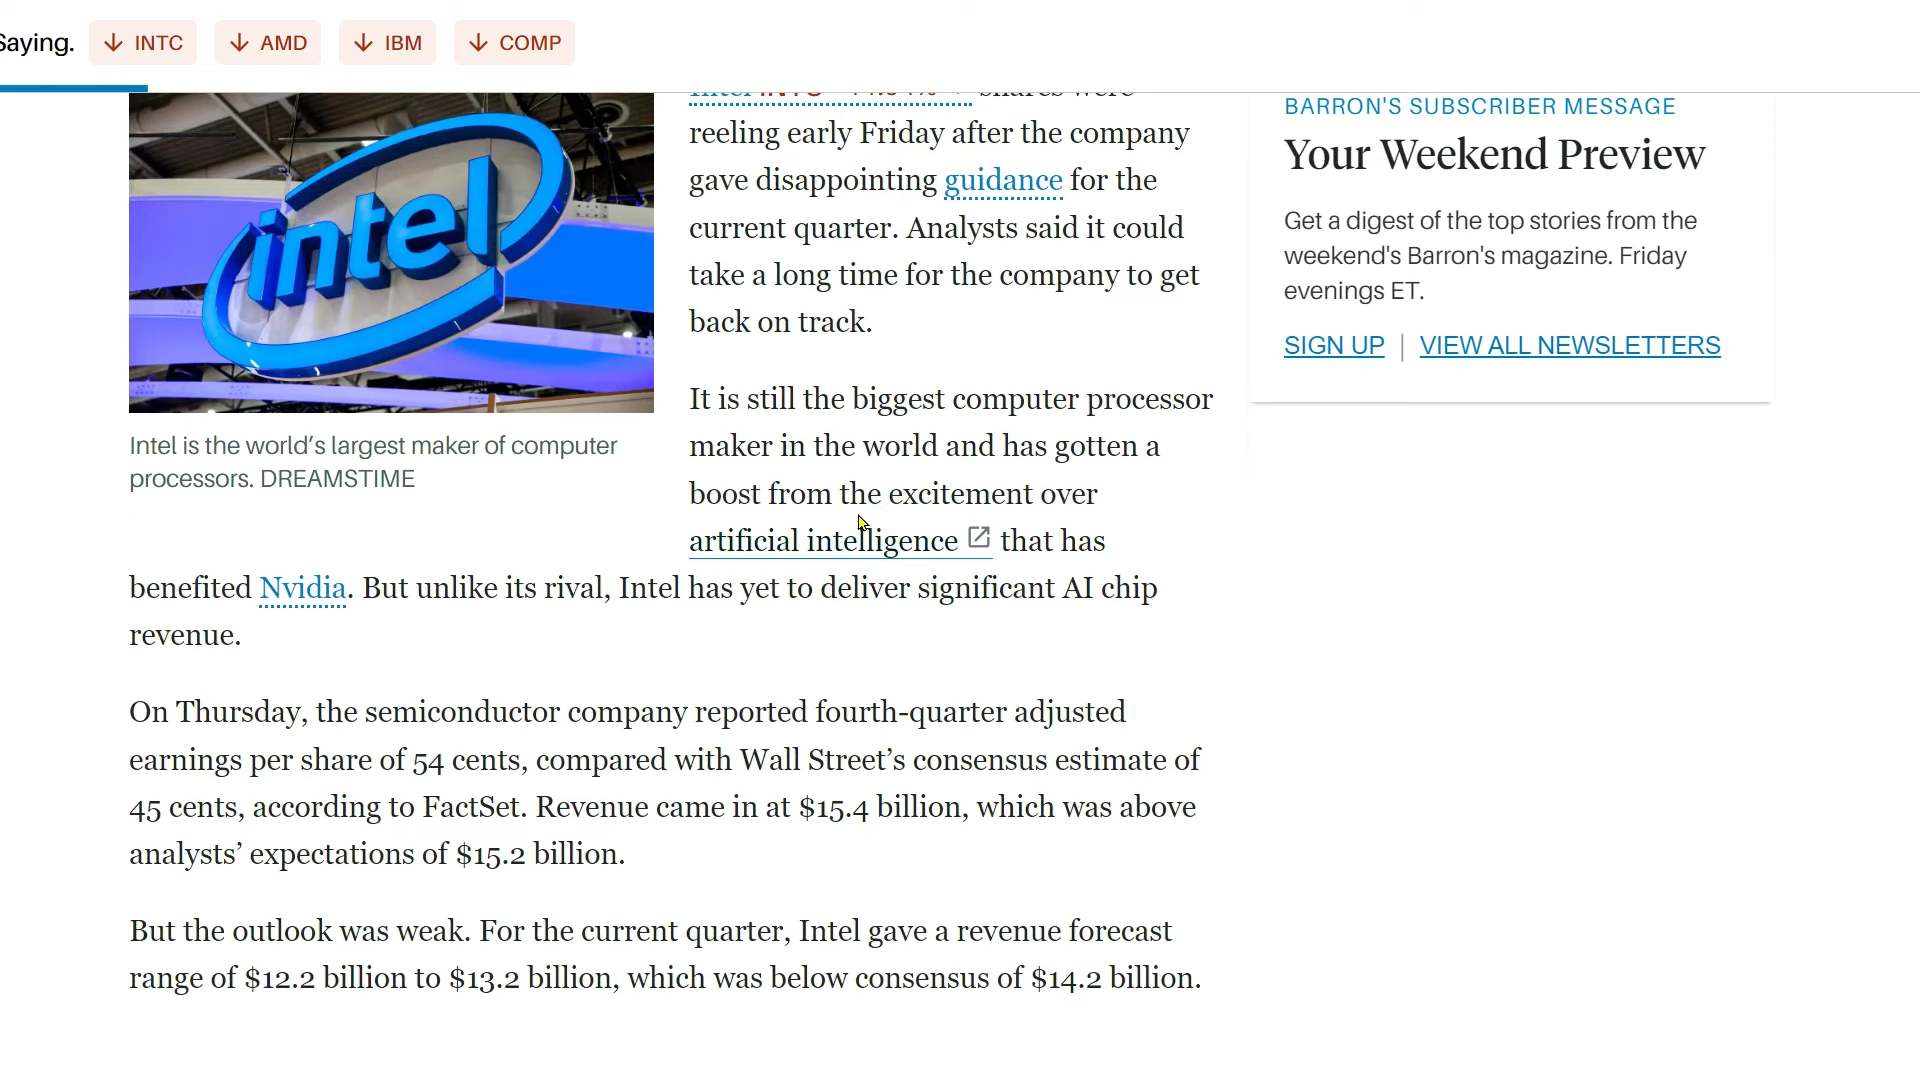 Saying. INTC AMD IBM COMP
intel
Intel is the world’s largest maker of computer
processors. DREAMSTIME
Intel INTC shares were
reeling early Friday after the company
gave disappointing guidance for the
current quarter. Analysts said it could
take a long time for the company to get
back on track.
It is still the biggest computer processor
maker in the world and has gotten a
boost from the excitement over
artificial intelligence that has
benefited Nvidia. But unlike its rival, Intel has yet to deliver significant AI chip
revenue.
On Thursday, the semiconductor company reported fourth-quarter adjusted
earnings per share of 54 cents, compared with Wall Street’s consensus estimate of
45 cents, according to FactSet. Revenue came in at $15.4 billion, which was above
analysts’ expectations of $15.2 billion.
But the outlook was weak. For the current quarter, Intel gave a revenue forecast
range of $12.2 billion to $13.2 billion, which was below consensus of $14.2 billion.
BARRON'S SUBSCRIBER MESSAGE
Your Weekend Preview
Get a digest of the top stories from the
weekend's Barron's magazine. Friday
evenings ET.
SIGN UP | VIEW ALL NEWSLETTERS